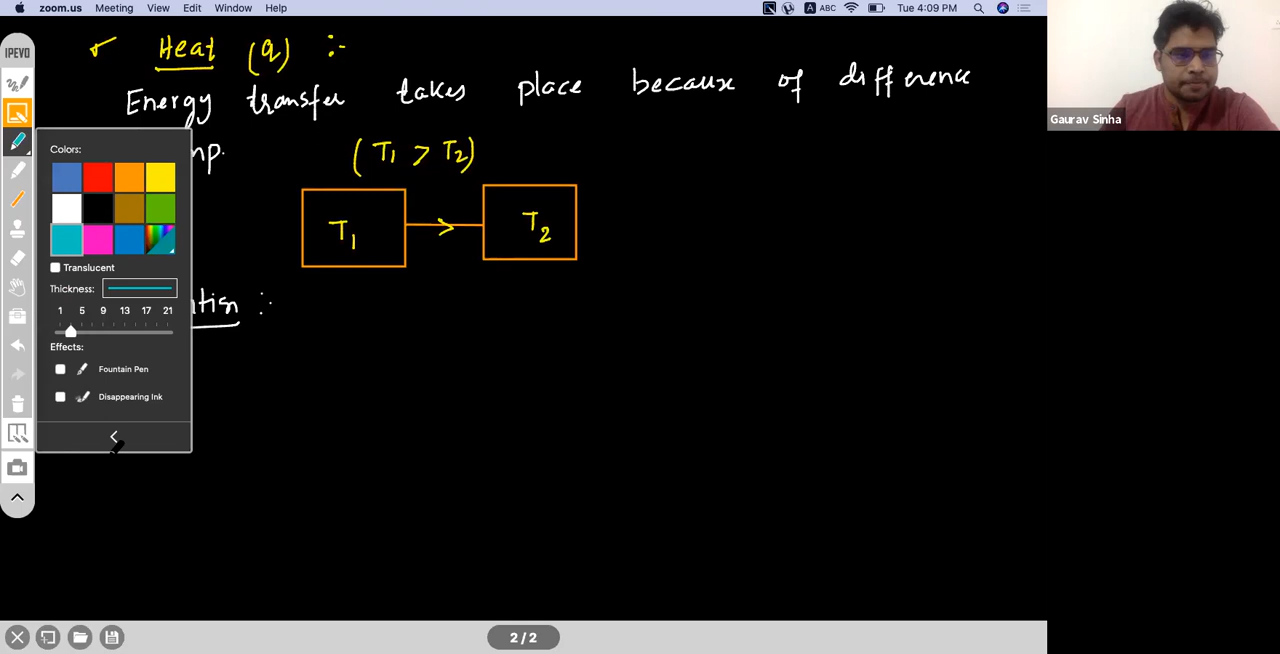 zoom.us Meeting View Edit Window Help A ABC Tue 4:09 PM
✓ Heat (q) :-
Energy transfer takes place because of difference
mp.
(T₁ > T₂)
T₁ > T₂
:
IPEVO
Colors:
Translucent
Thickness:
1 5 9 13 17 21
Effects:
Fountain Pen
Disappearing Ink
2 / 2
Gaurav Sinha